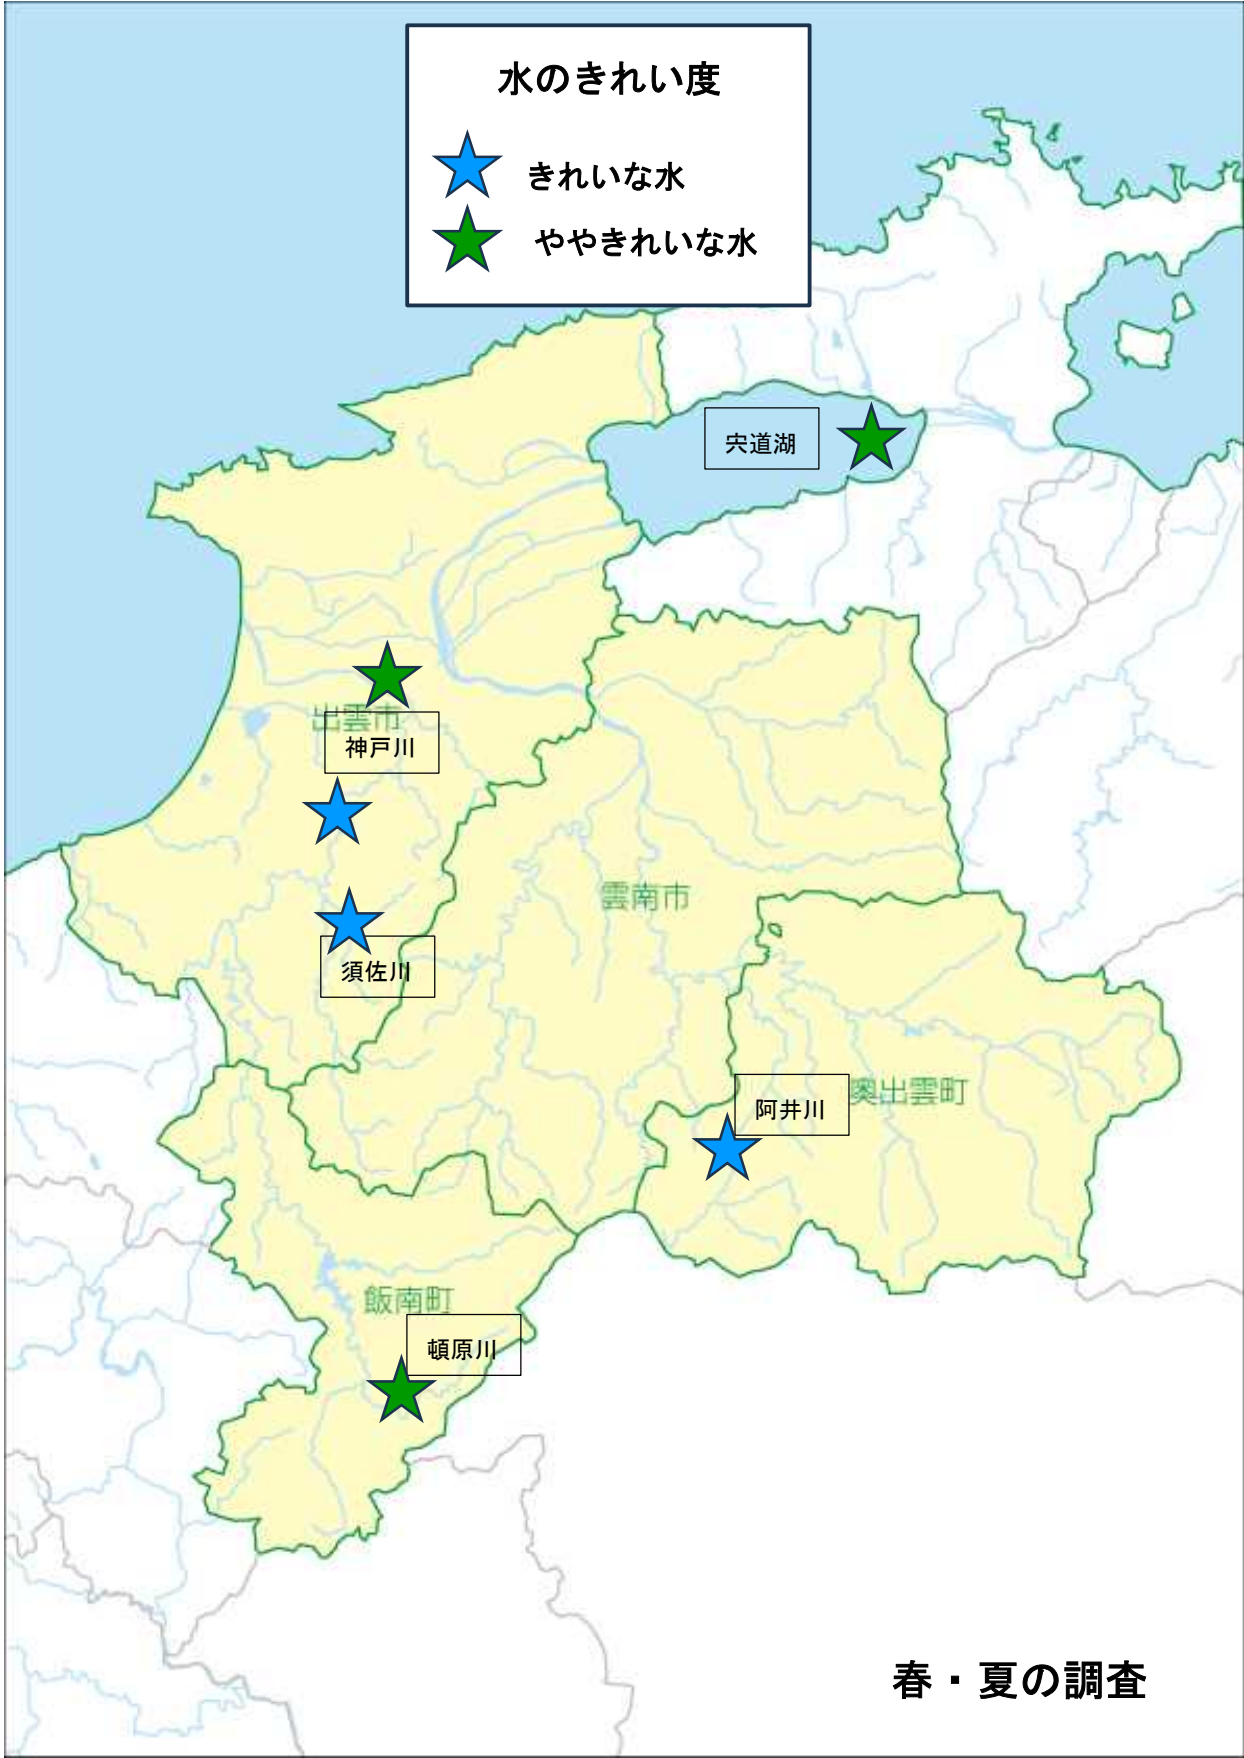 水のきれい度
きれいな水
ややきれいな水
宍道湖
出雲市
神戸川
雲南市
須佐川
奥出雲町
阿井川
飯南町
頓原川
春・夏の調査